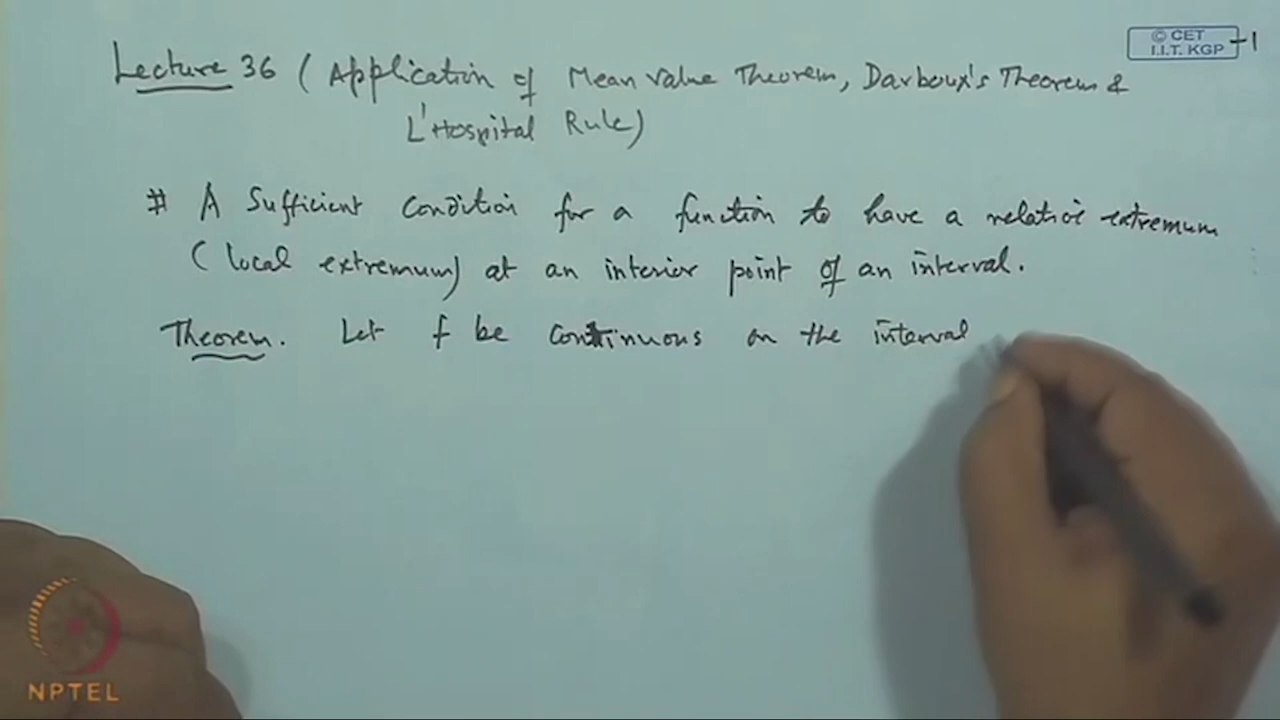 © CET
I.I.T. KGP -1
Lecture 36 (Application of Mean Value Theorem, Darboux's Theorem &
L'Hospital Rule)
# A Sufficient Condition for a function to have a relative extremum
(local extremum) at an interior point of an interval.
Theorem. Let f be continuous on the interval
NPTEL